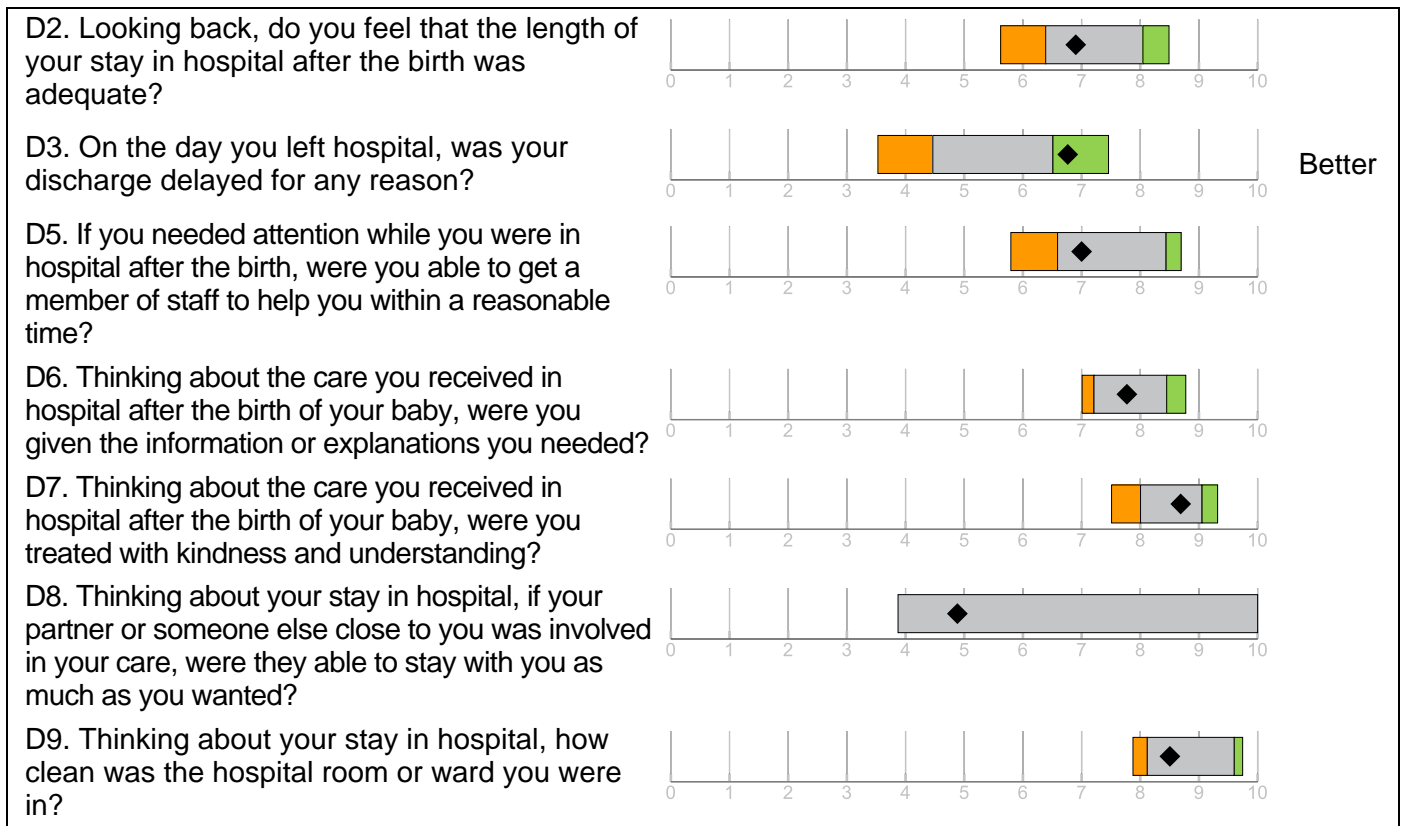 D2. Looking back, do you feel that the length of
your stay in hospital after the birth was
adequate?
0 1 2 3 4 5 6 7 8 9 10
D3. On the day you left hospital, was your
discharge delayed for any reason?
Better
0 1 2 3 4 5 6 7 8 9 10
D5. If you needed attention while you were in
hospital after the birth, were you able to get a
member of staff to help you within a reasonable
time?
0 1 2 3 4 5 6 7 8 9 10
D6. Thinking about the care you received in
hospital after the birth of your baby, were you
given the information or explanations you needed?
0 1 2 3 4 5 6 7 8 9 10
D7. Thinking about the care you received in
hospital after the birth of your baby, were you
treated with kindness and understanding?
0 1 2 3 4 5 6 7 8 9 10
D8. Thinking about your stay in hospital, if your
partner or someone else close to you was involved
in your care, were they able to stay with you as
much as you wanted?
0 1 2 3 4 5 6 7 8 9 10
D9. Thinking about your stay in hospital, how
clean was the hospital room or ward you were
in?
0 1 2 3 4 5 6 7 8 9 10